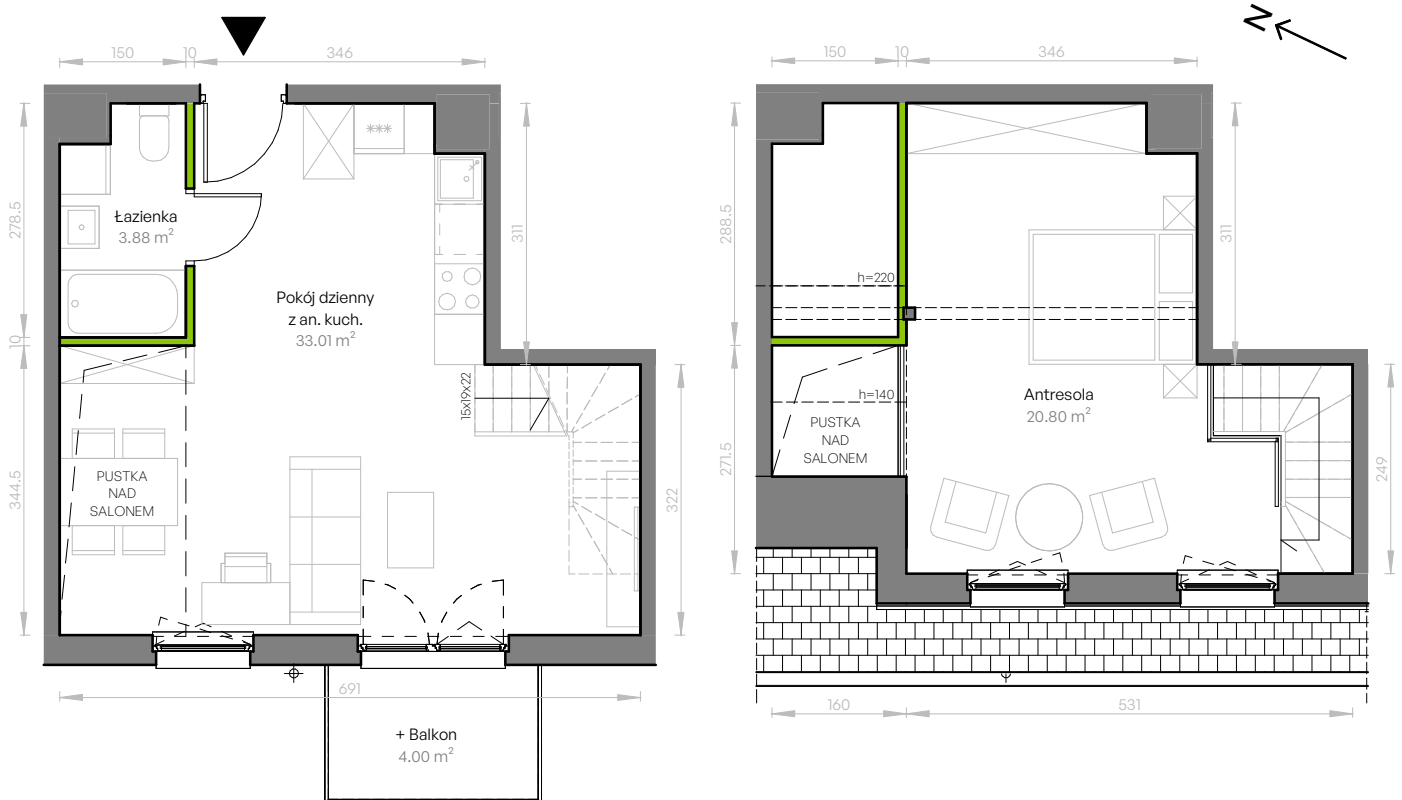 150
10
346
278.5
10
344.5
311
322
Łazienka
3.88 m²
Pokój dzienny
z an. kuch.
33.01 m²
15x19x22
PUSTKA
NAD
SALONEM
691
+ Balkon
4.00 m²
N
150
10
346
288.5
271.5
311
249
h=220
h=140
PUSTKA
NAD
SALONEM
Antresola
20.80 m²
160
531